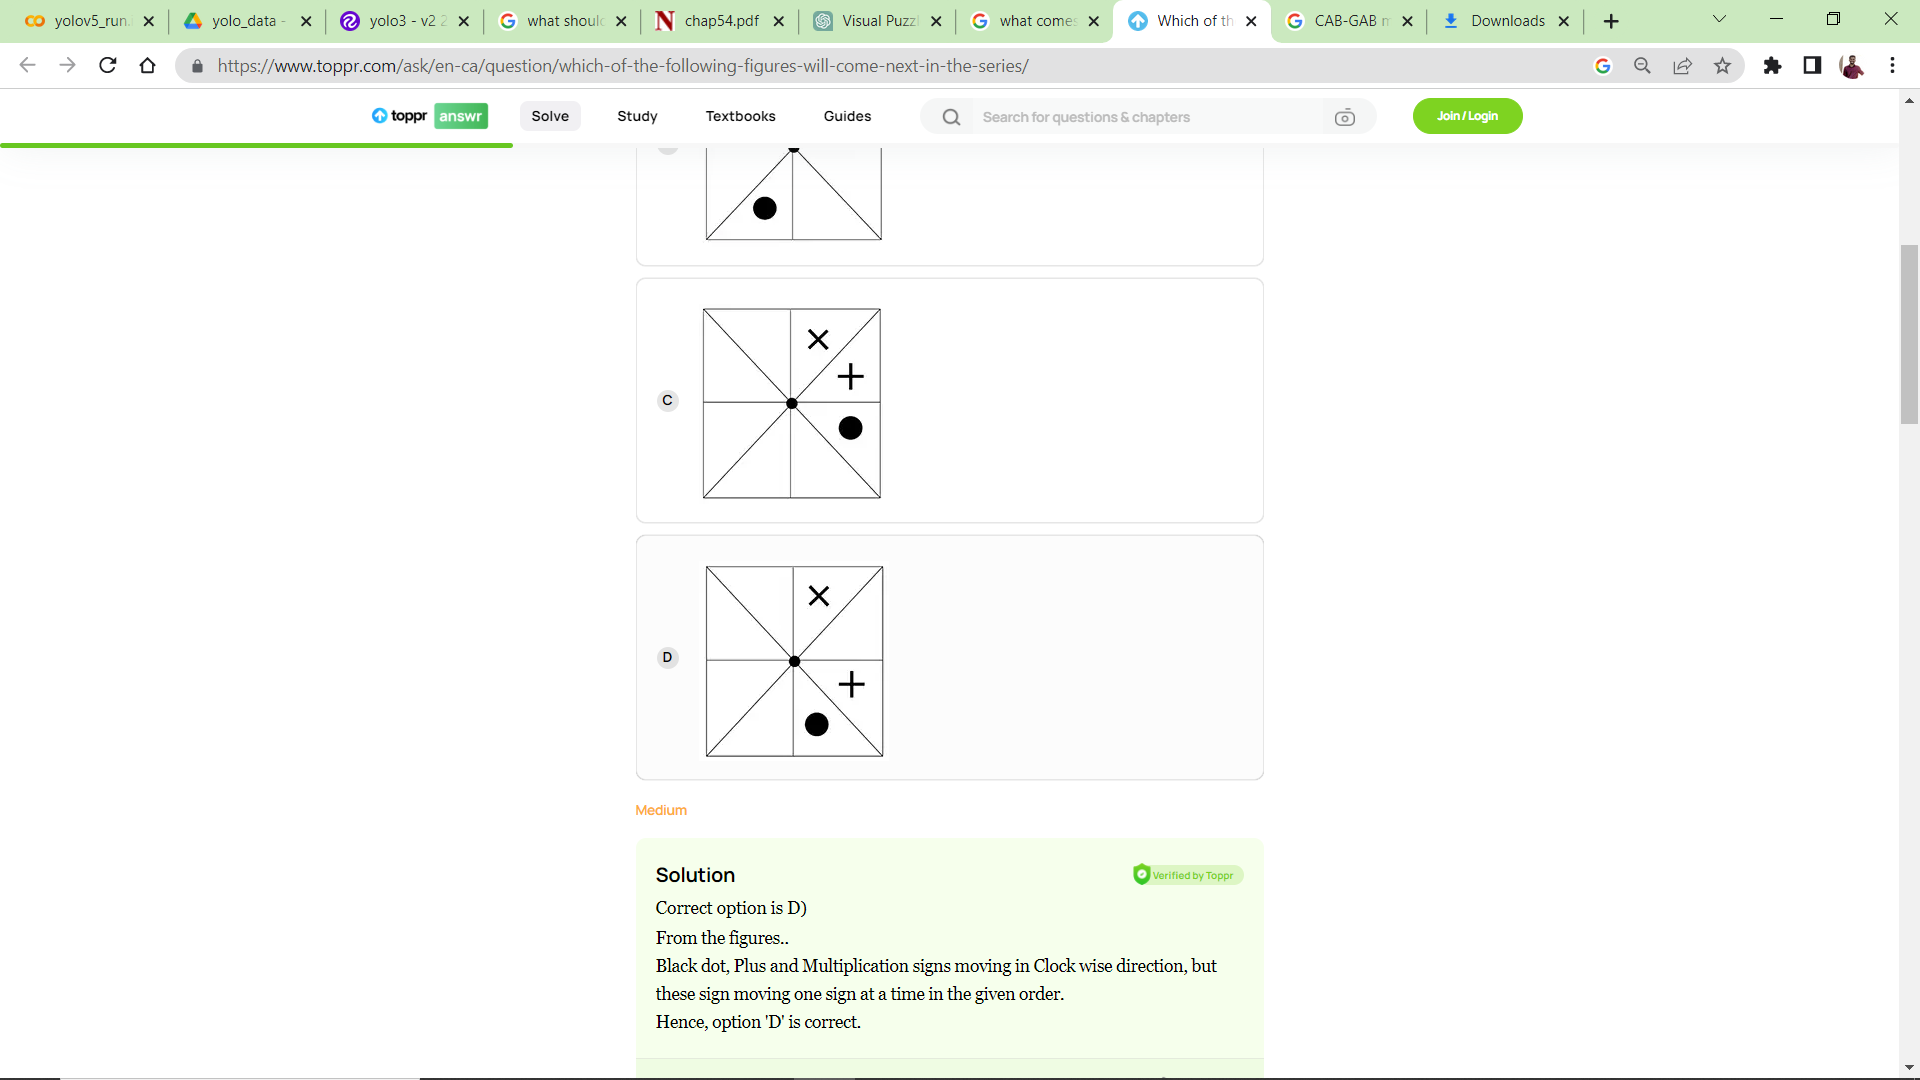 yolov5_run.i
yolo_data -
yolo3 - v2 2
what should
chap54.pdf
Visual Puzzl
what comes
Which of th
CAB-GAB m
Downloads
https://www.toppr.com/ask/en-ca/question/which-of-the-following-figures-will-come-next-in-the-series/
toppr answr
Solve
Study
Textbooks
Guides
Search for questions & chapters
Join / Login
C
D
Medium
Solution
Verified by Toppr
Correct option is D)
From the figures..
Black dot, Plus and Multiplication signs moving in Clock wise direction, but
these sign moving one sign at a time in the given order.
Hence, option 'D' is correct.